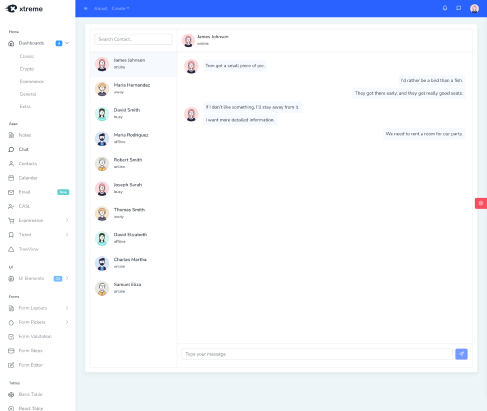 xtreme
About Create
Home
Dashboards 4
Classic
Crypto
Ecommerce
General
Extra
Apps
Notes
Chat
Contacts
Calendar
Email New
CASL
Ecommerce
Ticket
TreeView
UI
UI Elements
Forms
Form Layouts
Form Pickers
Form Validation
Form Steps
Form Editor
Tables
Basic Table
React Table
Search Contact..
James Johnson
online
Maria Hernandez
away
David Smith
busy
Maria Rodriguez
offline
Robert Smith
online
Joseph Sarah
busy
Thomas Smith
away
David Elizabeth
offline
Charles Martha
online
Samuel Eliza
online
James Johnson
online
Tom got a small piece of pie.
I'd rather be a bird than a fish.
They got there early, and they got really good seats.
If I don't like something, I'll stay away from it.
I want more detailed information.
We need to rent a room for our party.
Type your message